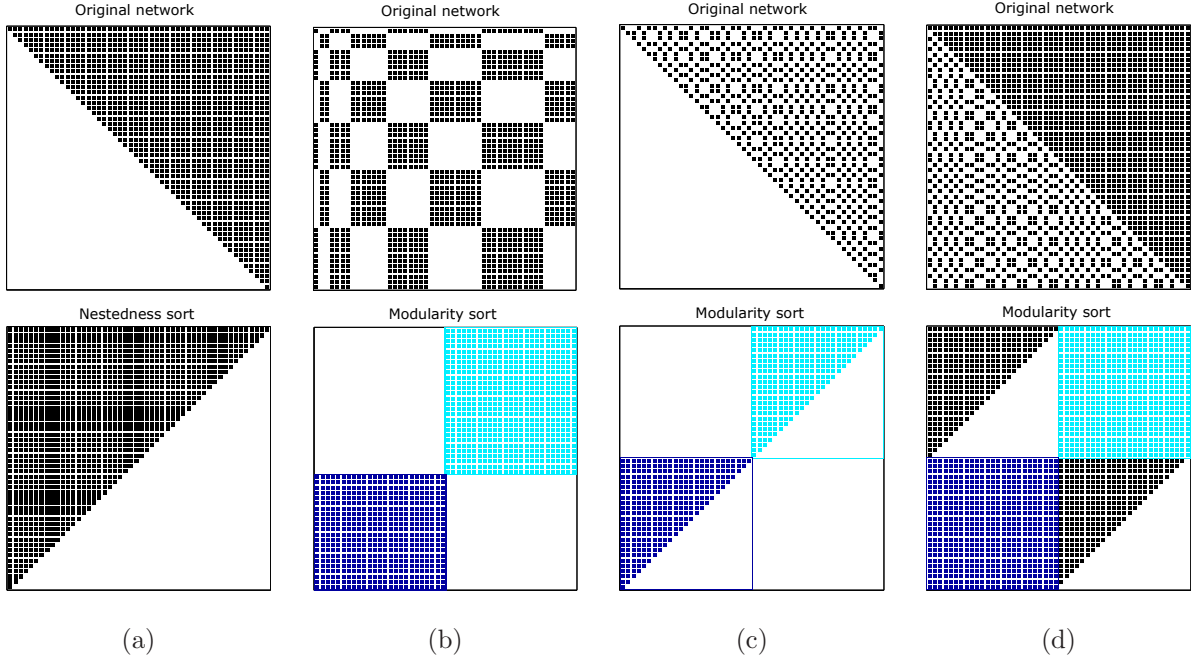 Original network
Original network
Original network
Original network
Nestedness sort
Modularity sort
Modularity sort
Modularity sort
(a)
(b)
(c)
(d)